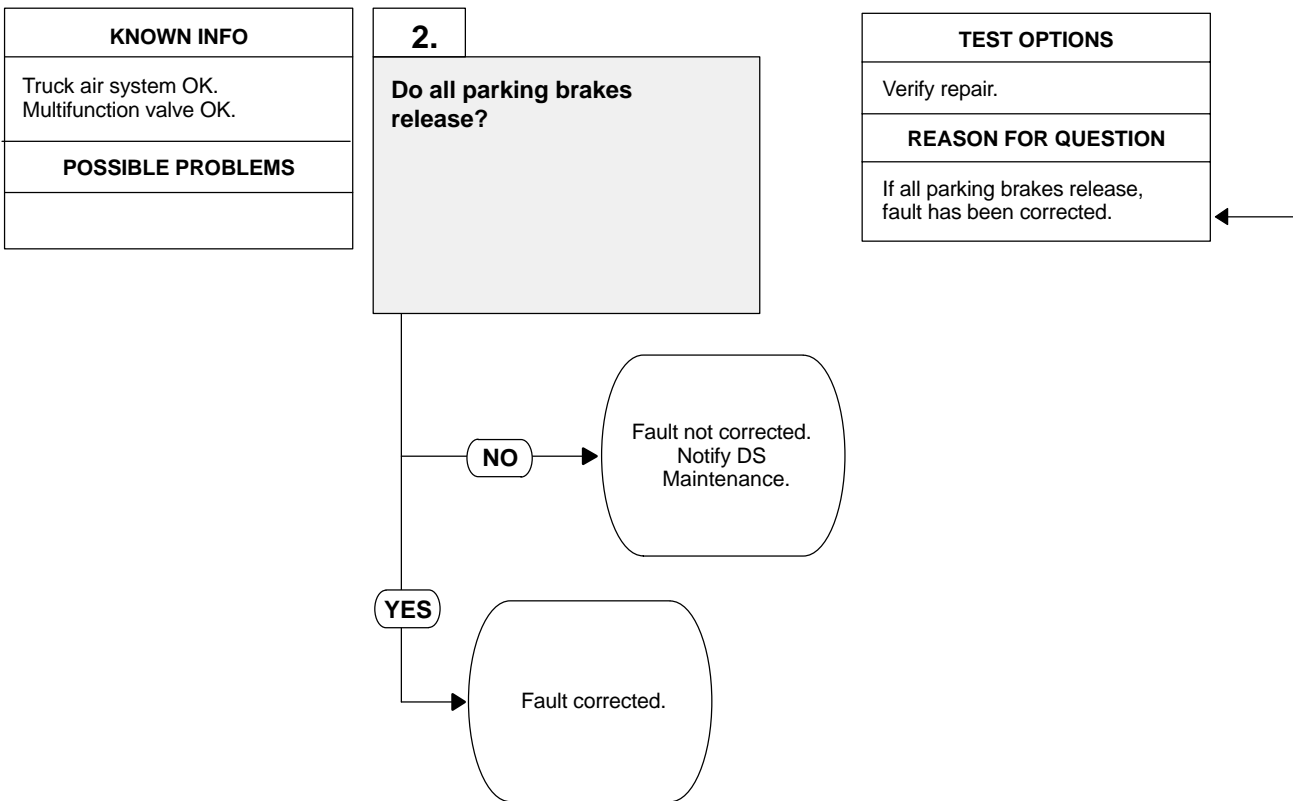 KNOWN INFO
Truck air system OK.
Multifunction valve OK.
POSSIBLE PROBLEMS
2.
Do all parking brakes
release?
TEST OPTIONS
Verify repair.
REASON FOR QUESTION
If all parking brakes release,
fault has been corrected.
NO
Fault not corrected.
Notify DS
Maintenance.
YES
Fault corrected.